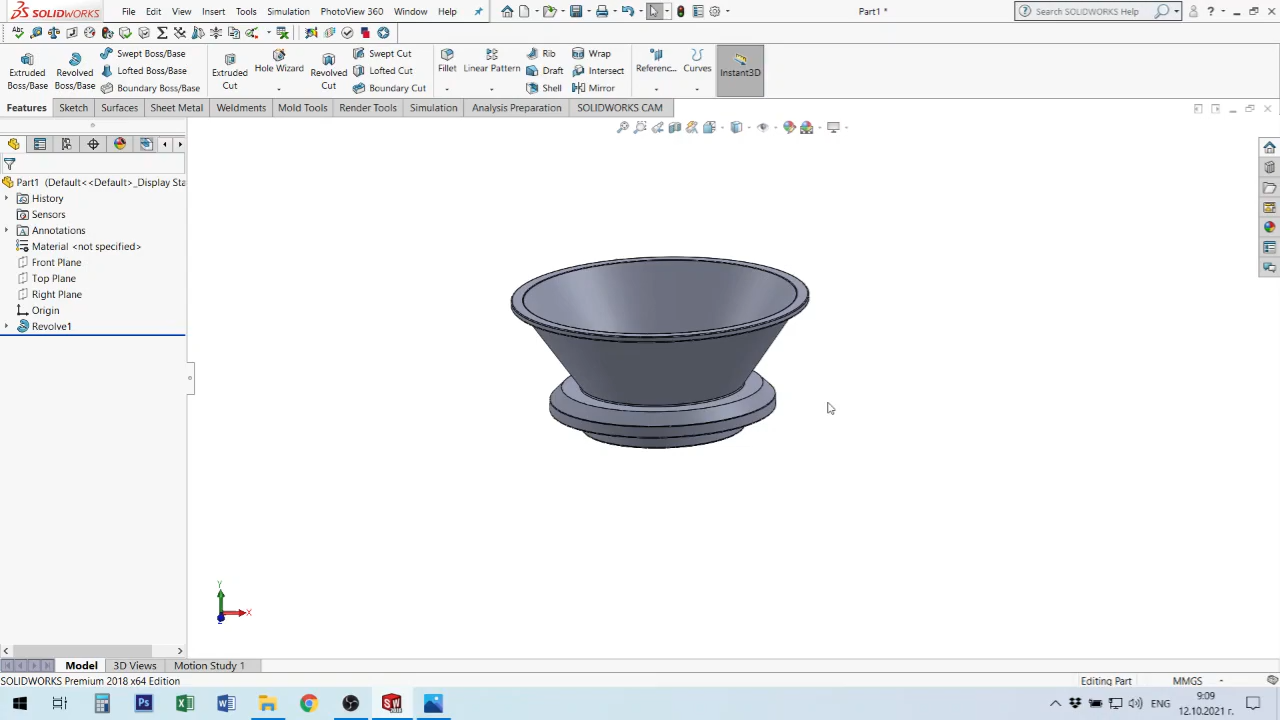 SOLIDWORKS File Edit View Insert Tools Simulation PhotoView 360 Window Help Part1 * Search SOLIDWORKS Help
Extruded Boss/Base
Revolved Boss/Base
Swept Boss/Base
Lofted Boss/Base
Boundary Boss/Base
Extruded Cut
Hole Wizard
Revolved Cut
Swept Cut
Lofted Cut
Boundary Cut
Fillet
Linear Pattern
Rib
Draft
Shell
Wrap
Intersect
Mirror
Referenc...
Curves
Instant3D
Features Sketch Surfaces Sheet Metal Weldments Mold Tools Render Tools Simulation Analysis Preparation SOLIDWORKS CAM
Part1 (Default<<Default>_Display Sta
History
Sensors
Annotations
Material <not specified>
Front Plane
Top Plane
Right Plane
Origin
Revolve1
Y
X
Z
Model 3D Views Motion Study 1
SOLIDWORKS Premium 2018 x64 Edition Editing Part MMGS
ENG
9:09
12.10.2021 г.